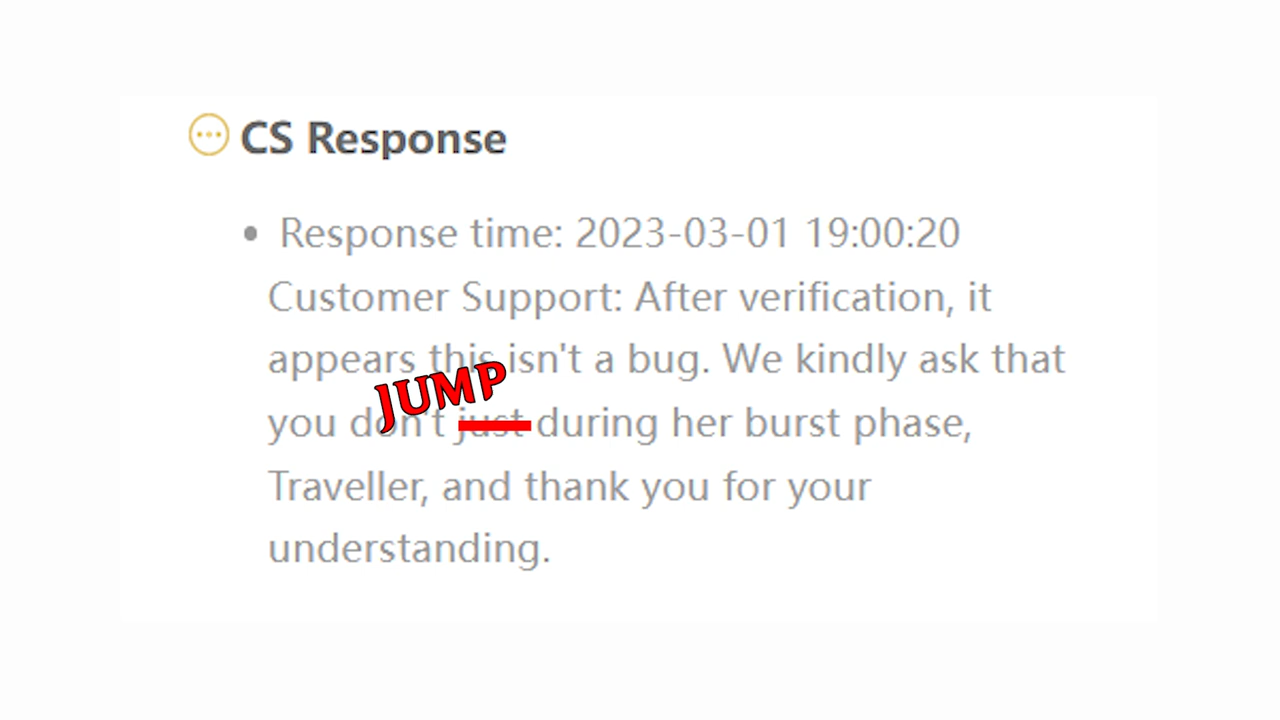 CS Response
• Response time: 2023-03-01 19:00:20
Customer Support: After verification, it
appears this isn't a bug. We kindly ask that
JUMP
you don't just during her burst phase,
Traveller, and thank you for your
understanding.